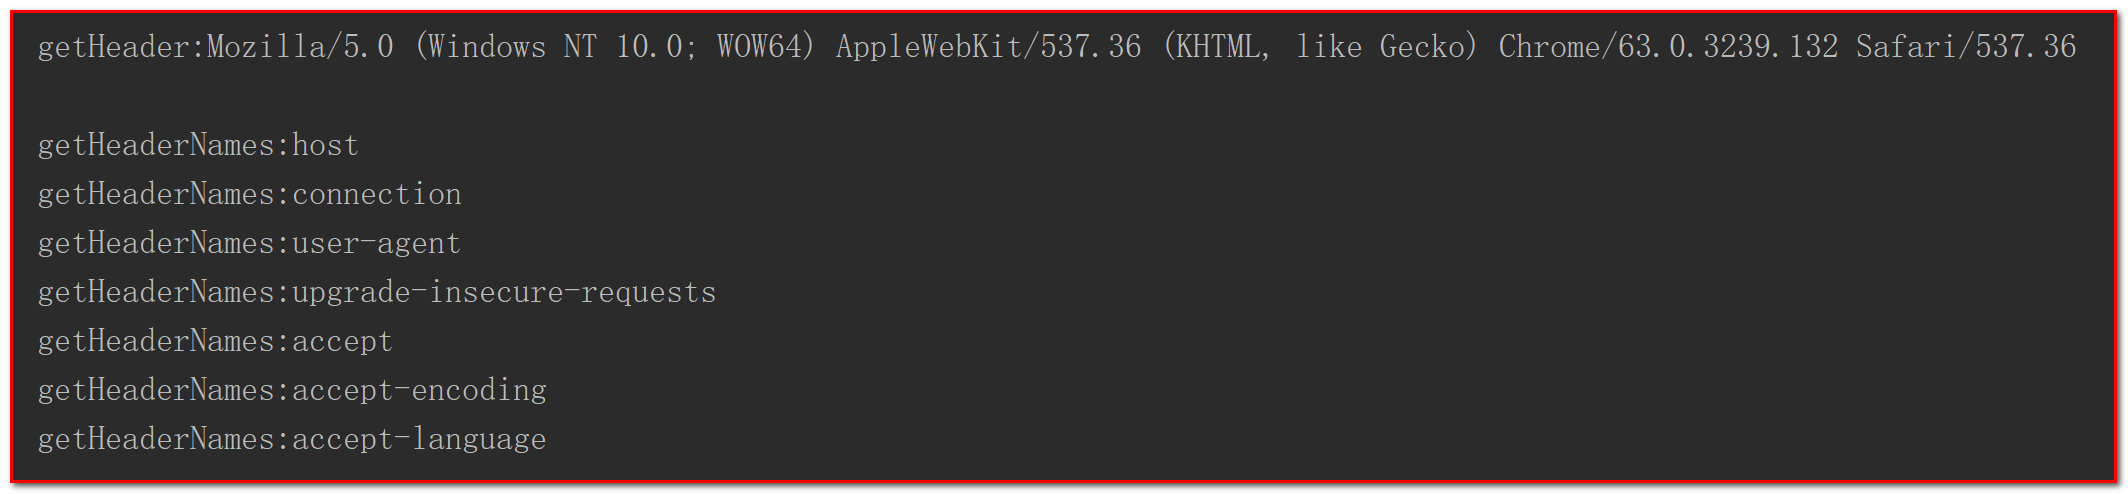 getHeader:Mozilla/5.0 (Windows NT 10.0; WOW64) AppleWebKit/537.36 (KHTML, like Gecko) Chrome/63.0.3239.132 Safari/537.36
getHeaderNames:host
getHeaderNames:connection
getHeaderNames:user-agent
getHeaderNames:upgrade-insecure-requests
getHeaderNames:accept
getHeaderNames:accept-encoding
getHeaderNames:accept-language